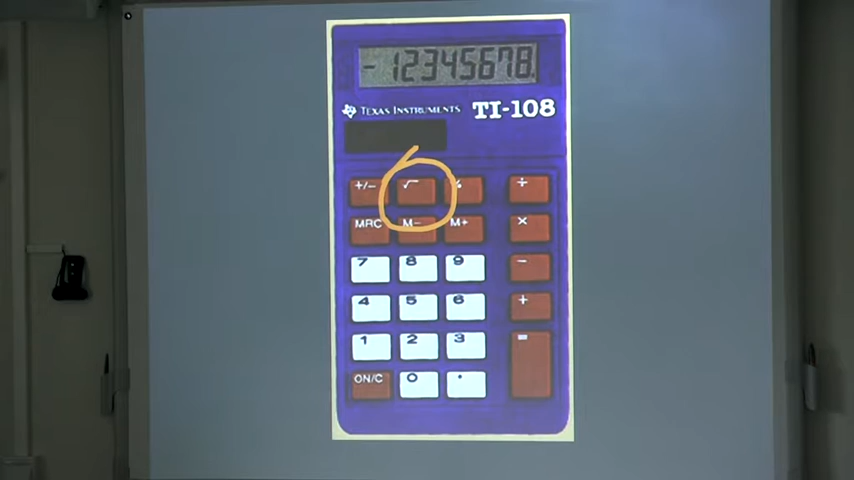 -12345678.
TEXAS INSTRUMENTS TI-108
+/- √ % ÷
MRC M- M+ ×
7 8 9 -
4 5 6 +
1 2 3 =
ON/C 0 .